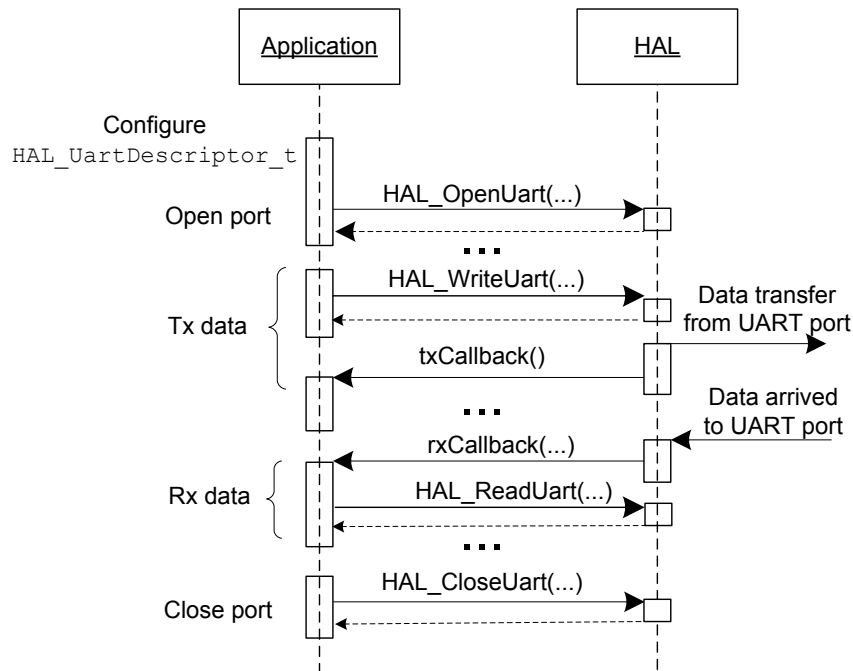 Application
HAL
Configure
HAL_UartDescriptor_t
HAL_OpenUart(...)
Open port
...
HAL_WriteUart(...)
Tx data
Data transfer
from UART port
txCallback()
...
Data arrived
to UART port
rxCallback(...)
Rx data
HAL_ReadUart(...)
...
HAL_CloseUart(...)
Close port